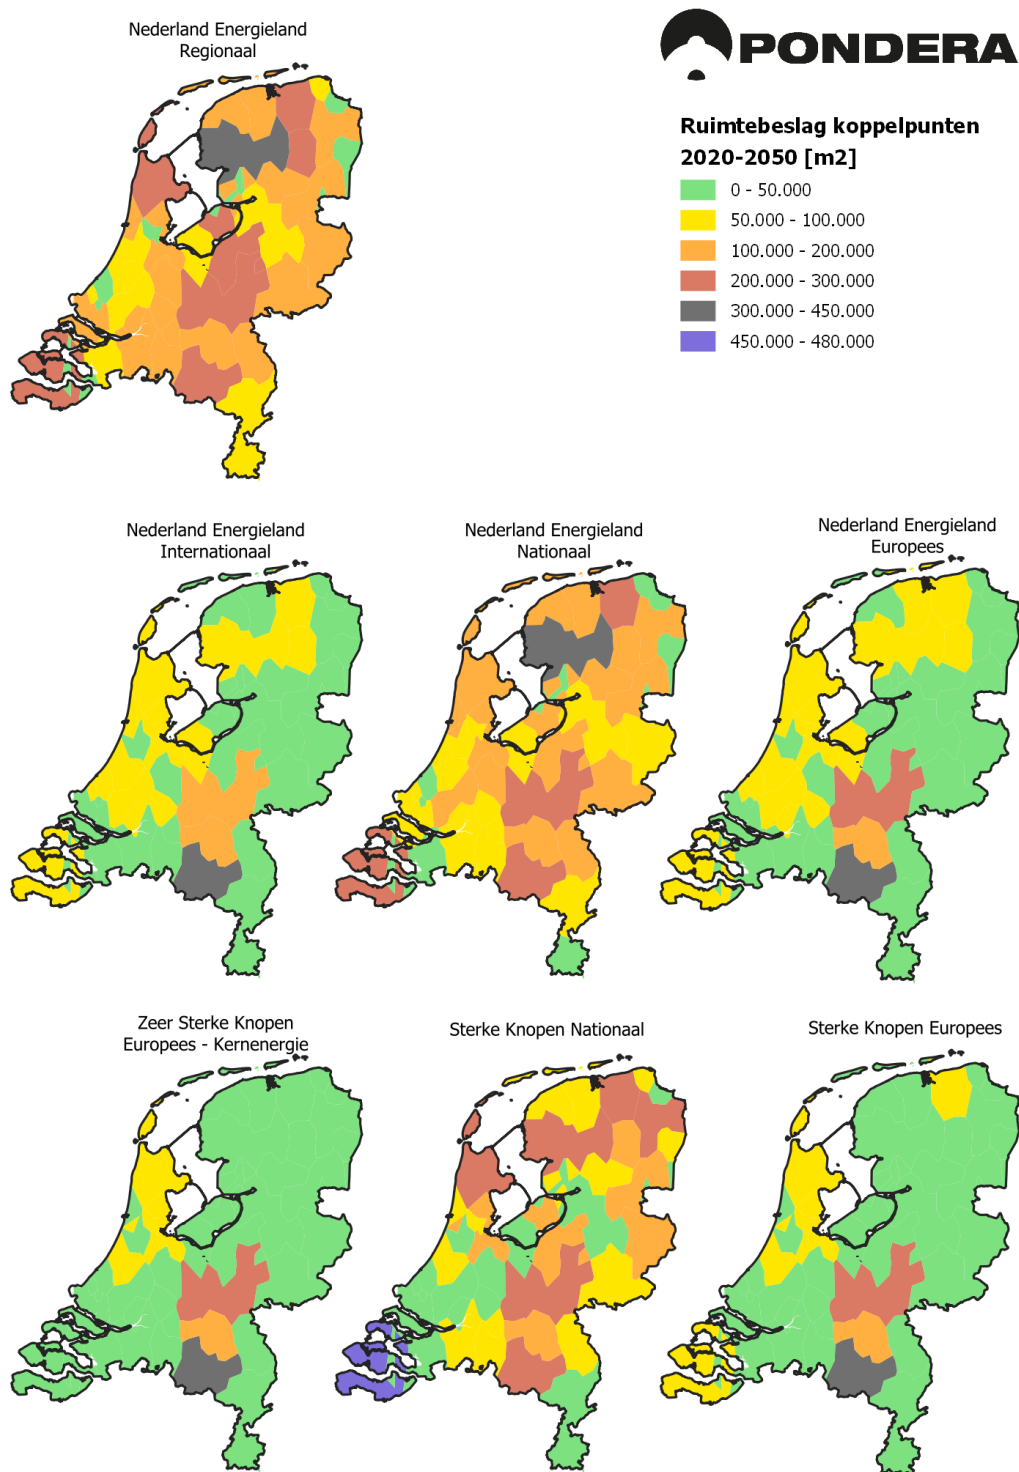 Nederland Energieland
Regionaal
PONDERA
Ruimtebeslag koppelpunten
2020-2050 [m2]
0 - 50.000
50.000 - 100.000
100.000 - 200.000
200.000 - 300.000
300.000 - 450.000
450.000 - 480.000
Nederland Energieland
Internationaal
Nederland Energieland
Nationaal
Nederland Energieland
Europees
Zeer Sterke Knopen
Europees - Kernenergie
Sterke Knopen Nationaal
Sterke Knopen Europees